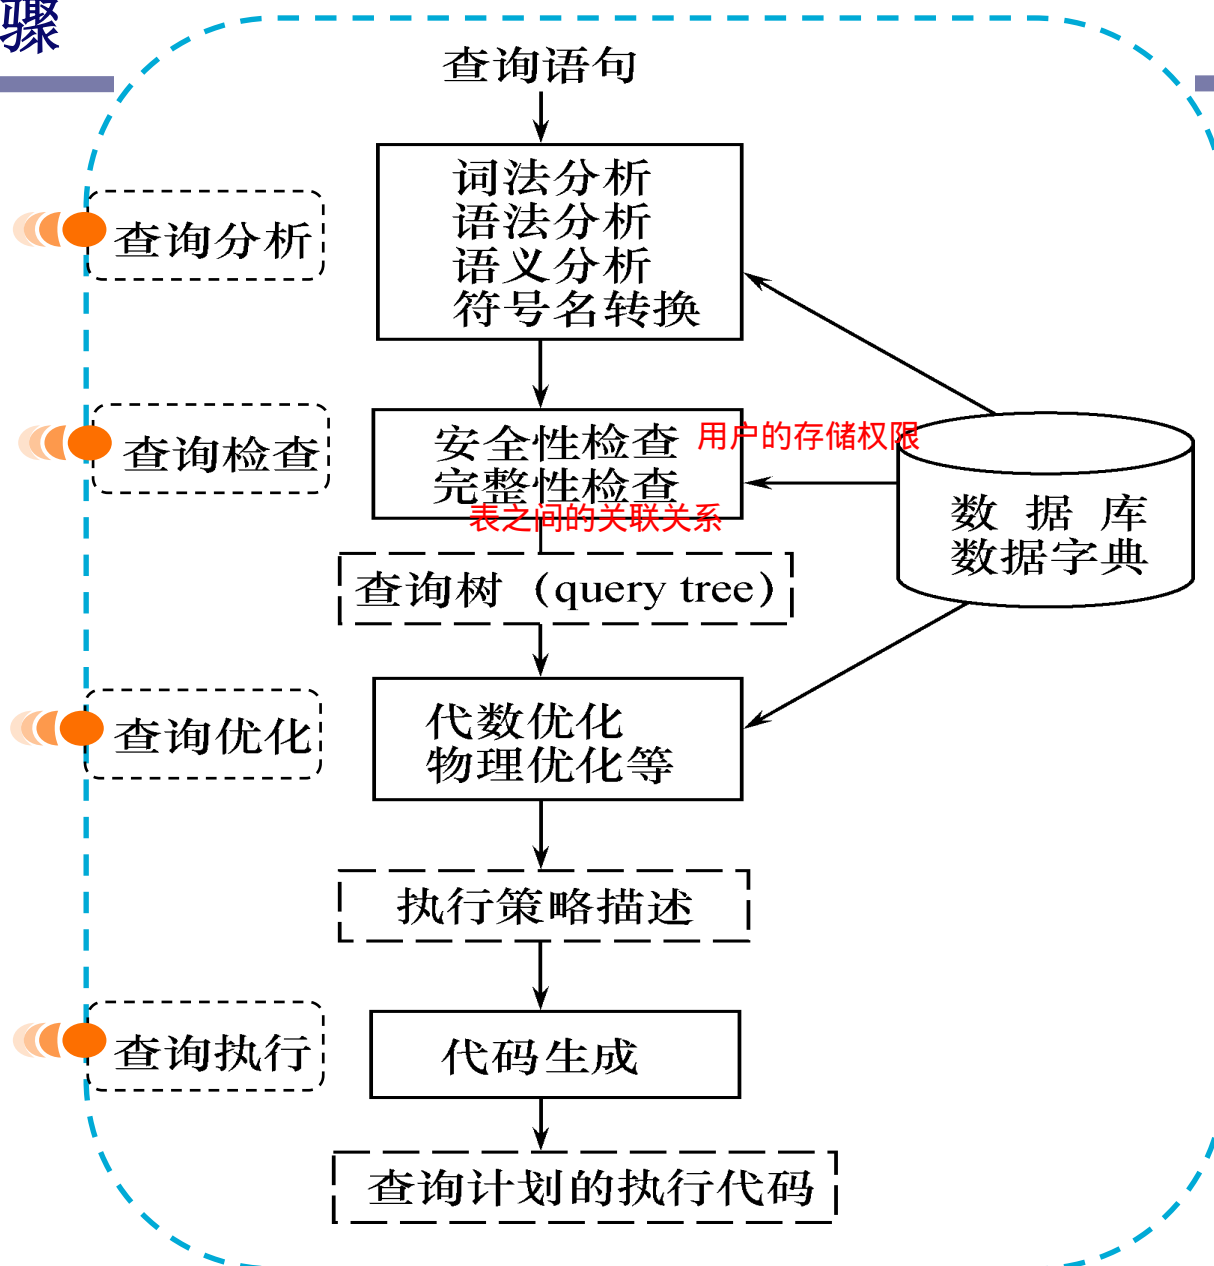 骤
查询语句
词法分析
语法分析
语义分析
符号名转换
查询分析
安全性检查
用户的存储权限
完整性检查
表之间的关联关系
查询检查
数 据 库
数据字典
查询树（query tree）
代数优化
物理优化等
查询优化
执行策略描述
代码生成
查询执行
查询计划的执行代码